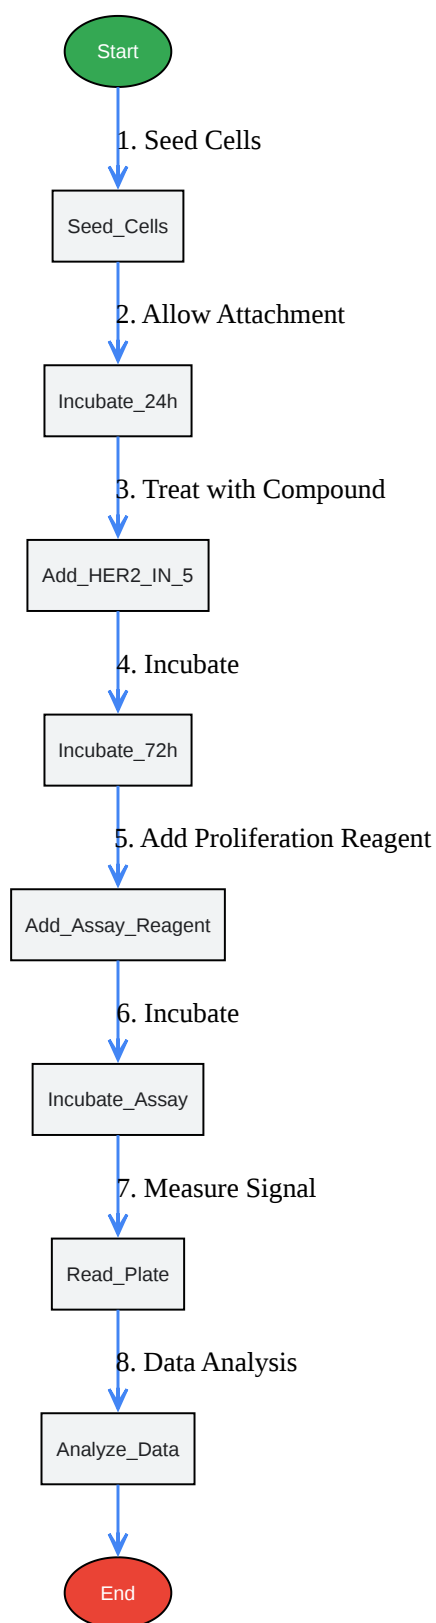 Start
1. Seed Cells
Seed_Cells
2. Allow Attachment
Incubate_24h
3. Treat with Compound
Add_HER2_IN_5
4. Incubate
Incubate_72h
5. Add Proliferation Reagent
Add_Assay_Reagent
6. Incubate
Incubate_Assay
7. Measure Signal
Read_Plate
8. Data Analysis
Analyze_Data
End